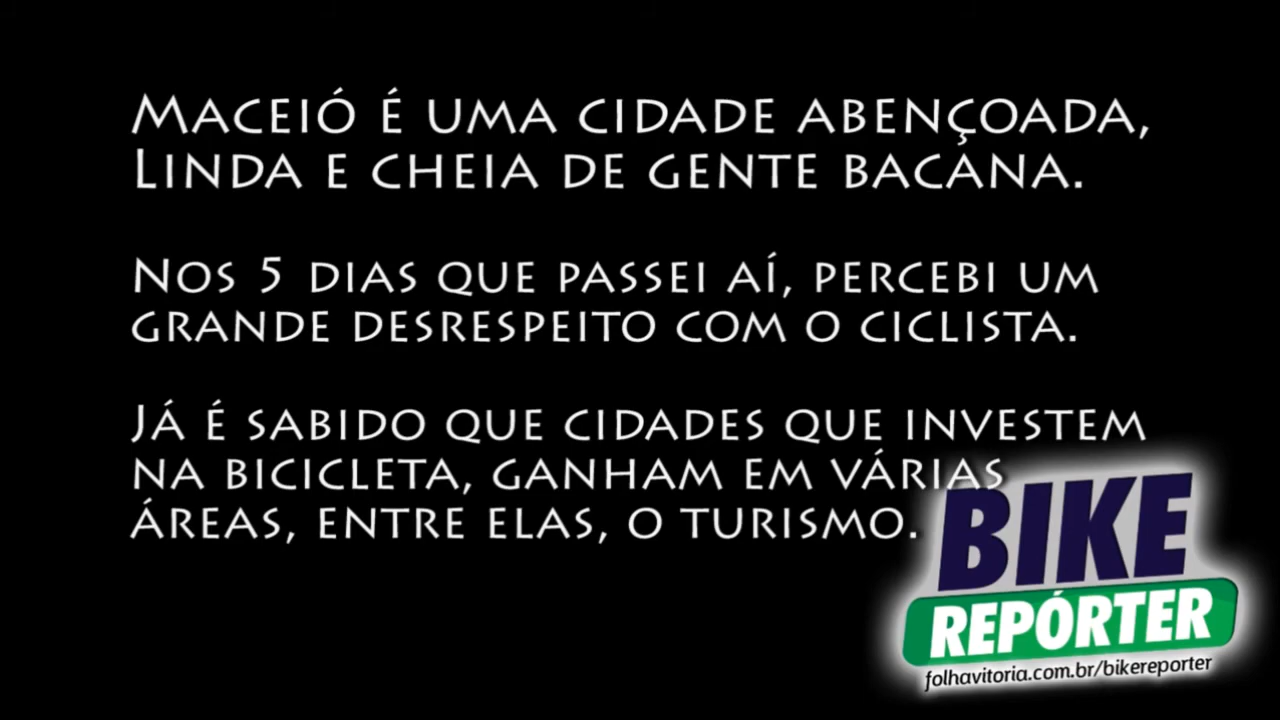 MACEIÓ É UMA CIDADE ABENÇOADA,
LINDA E CHEIA DE GENTE BACANA.
NOS 5 DIAS QUE PASSEI AÍ, PERCEBI UM
GRANDE DESRESPEITO COM O CICLISTA.
JÁ É SABIDO QUE CIDADES QUE INVESTEM
NA BICICLETA, GANHAM EM VÁRIAS
ÁREAS, ENTRE ELAS, O TURISMO.
BIKE
REPÓRTER
folhavitoria.com.br/bikereporter